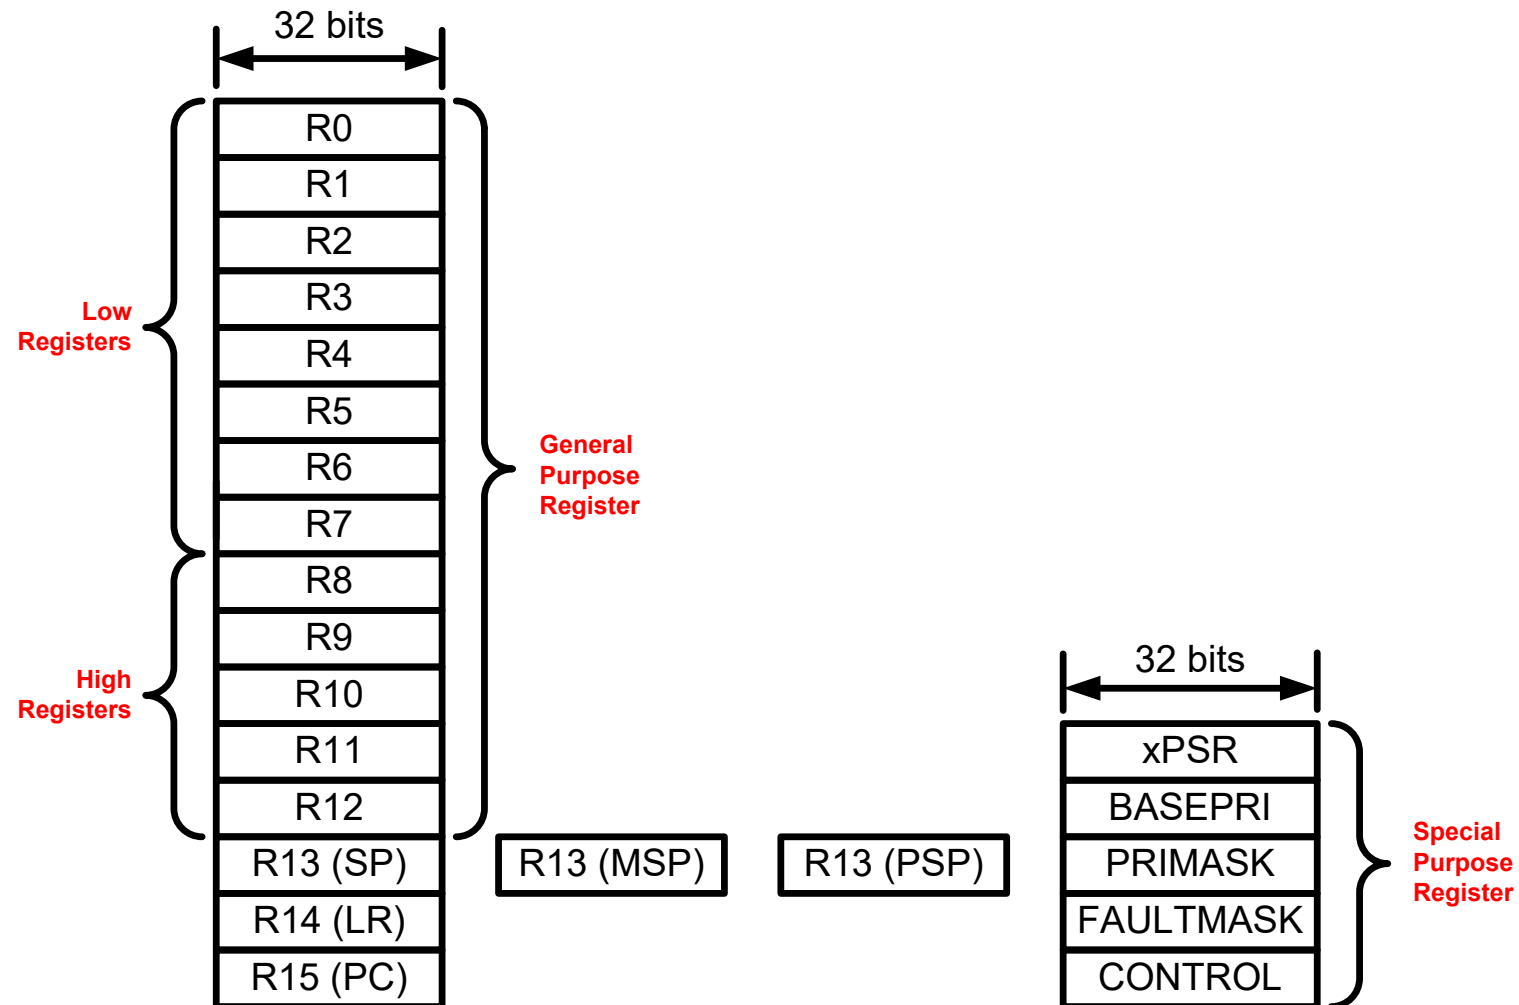 32 bits
R0
R1
R2
R3
R4
R5
R6
R7
R8
R9
R10
R11
R12
R13 (SP)
R14 (LR)
R15 (PC)
Low
Registers
High
Registers
General
Purpose
Register
R13 (MSP)
R13 (PSP)
32 bits
xPSR
BASEPRI
PRIMASK
FAULTMASK
CONTROL
Special
Purpose
Register